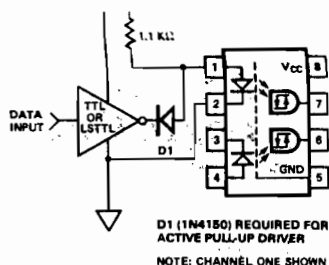 1.1 KΩ
1
VCC
8
DATA
INPUT
TTL
OR
LSTTL
2
7
D1
3
6
GND
4
5
D1 (1N4150) REQUIRED FOR
ACTIVE PULL-UP DRIVER
NOTE: CHANNEL ONE SHOWN